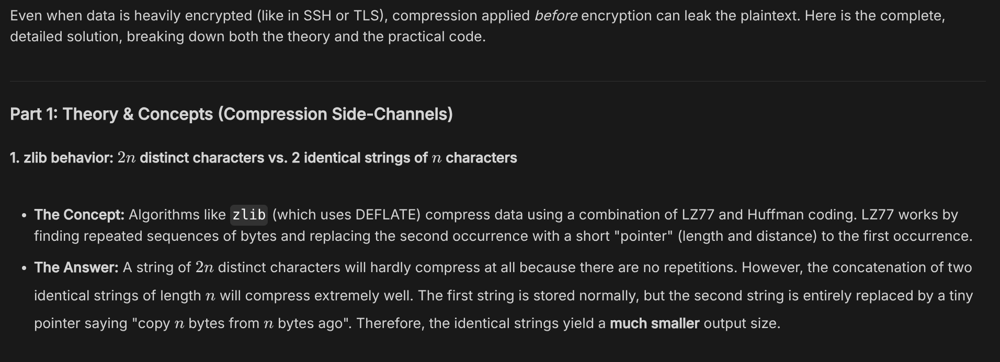 Even when data is heavily encrypted (like in SSH or TLS), compression applied before encryption can leak the plaintext. Here is the complete,
detailed solution, breaking down both the theory and the practical code.
Part 1: Theory & Concepts (Compression Side-Channels)
1. zlib behavior: 2n distinct characters vs. 2 identical strings of n characters
• The Concept: Algorithms like zlib (which uses DEFLATE) compress data using a combination of LZ77 and Huffman coding. LZ77 works by
finding repeated sequences of bytes and replacing the second occurrence with a short "pointer" (length and distance) to the first occurrence.
• The Answer: A string of 2n distinct characters will hardly compress at all because there are no repetitions. However, the concatenation of two
identical strings of length n will compress extremely well. The first string is stored normally, but the second string is entirely replaced by a tiny
pointer saying "copy n bytes from n bytes ago". Therefore, the identical strings yield a much smaller output size.